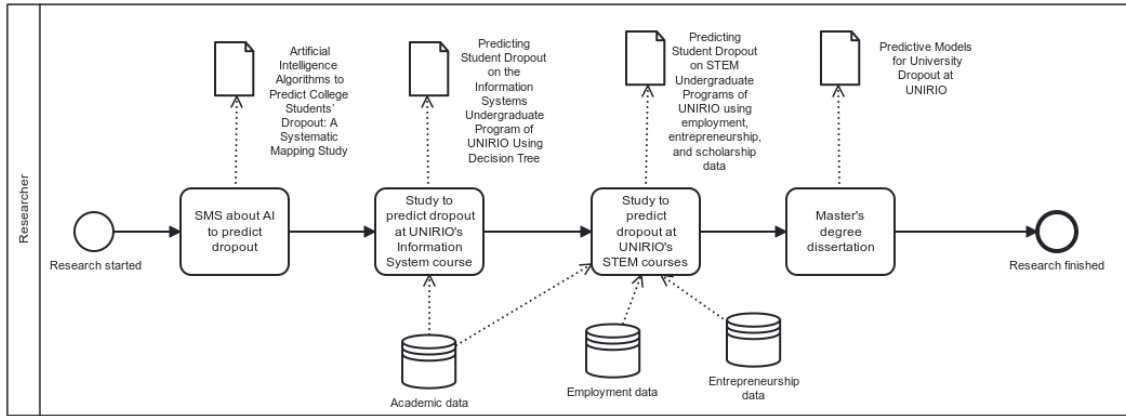 Researcher
Artificial
Intelligence
Algorithms to
Predict College
Students'
Dropout: A
Systematic
Mapping Study
Predicting
Student Dropout
on the
Information
Systems
Undergraduate
Program of
UNIRIO Using
Decision Tree
Predicting
Student Dropout
on STEM
Undergraduate
Programs of
UNIRIO using
employment,
entrepreneurship,
and scholarship
data
Predictive Models
for University
Dropout at
UNIRIO
Research started
SMS about AI
to predict
dropout
Study to
predict dropout
at UNIRIO's
Information
System course
Study to
predict
dropout at
UNIRIO's
STEM courses
Master's
degree
dissertation
Research finished
Academic data
Employment data
Entrepreneurship
data